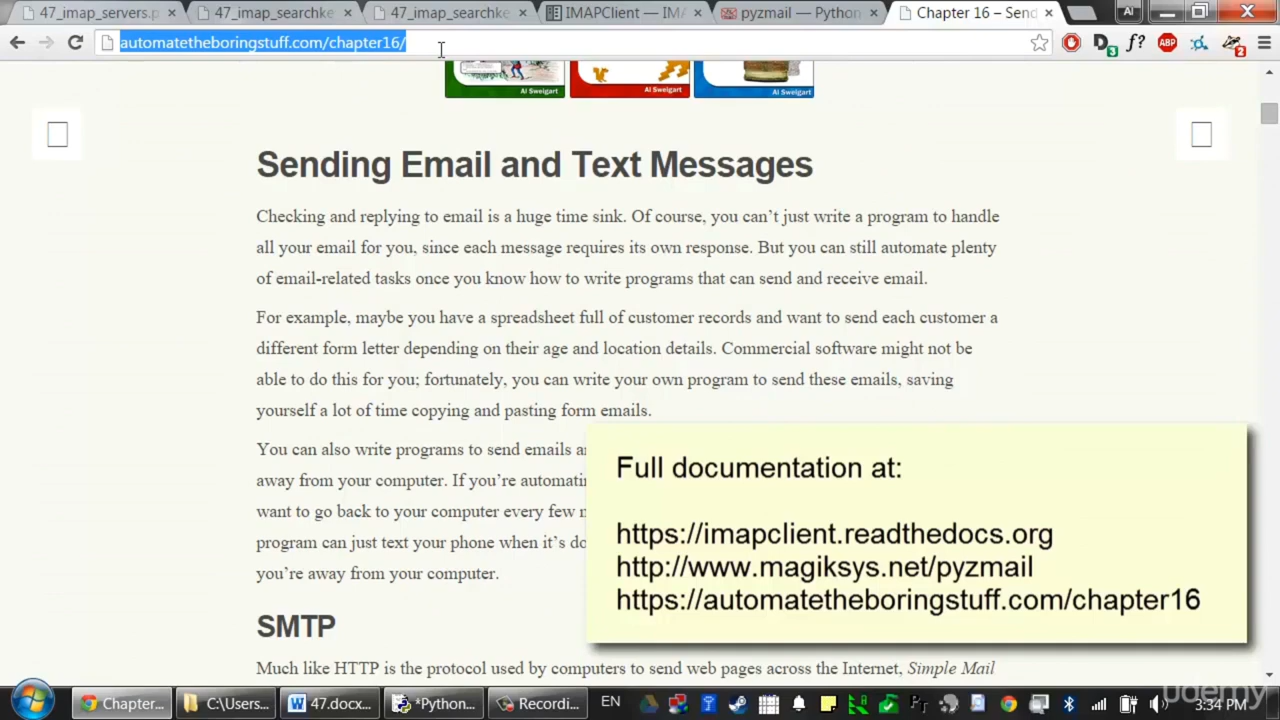 47_imap_servers.p
47_imap_searchke
47_imap_searchke
IMAPClient — IMA
pyzmail — Python
Chapter 16 – Send
Al
automatetheboringstuff.com/chapter16/
f?
ABP
3
2
Al Sweigart
Al Sweigart
Al Sweigart
Sending Email and Text Messages
Checking and replying to email is a huge time sink. Of course, you can’t just write a program to handle
all your email for you, since each message requires its own response. But you can still automate plenty
of email-related tasks once you know how to write programs that can send and receive email.
For example, maybe you have a spreadsheet full of customer records and want to send each customer a
different form letter depending on their age and location details. Commercial software might not be
able to do this for you; fortunately, you can write your own program to send these emails, saving
yourself a lot of time copying and pasting form emails.
You can also write programs to send emails a
away from your computer. If you’re automati
want to go back to your computer every few
program can just text your phone when it’s do
you’re away from your computer.
Full documentation at:
https://imapclient.readthedocs.org
http://www.magiksys.net/pyzmail
https://automatetheboringstuff.com/chapter16
SMTP
Much like HTTP is the protocol used by computers to send web pages across the Internet, Simple Mail
Chapter...
C:\Users...
47.docx...
*Python...
Recordi...
EN
3:34 PM
udemy